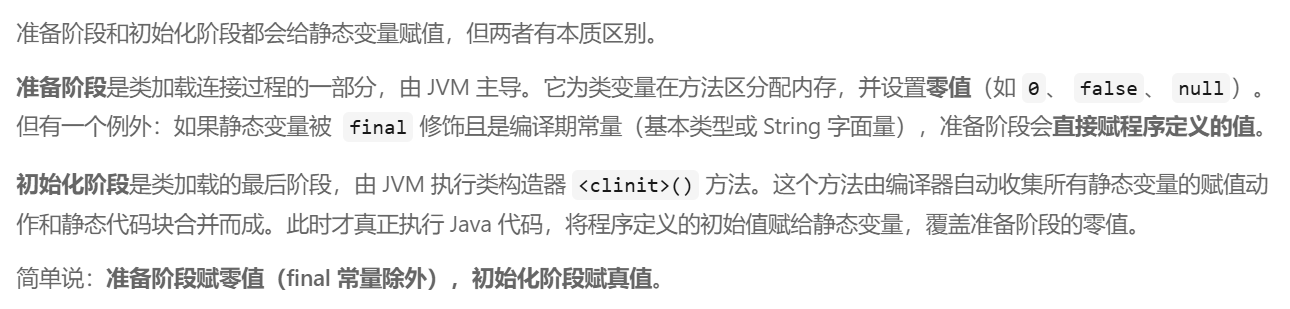 准备阶段和初始化阶段都会给静态变量赋值，但两者有本质区别。
准备阶段是类加载连接过程的一部分，由 JVM 主导。它为类变量在方法区分配内存，并设置零值（如 0、 false、 null）。
但有一个例外：如果静态变量被 final 修饰且是编译期常量（基本类型或 String 字面量），准备阶段会直接赋程序定义的值。
初始化阶段是类加载的最后阶段，由 JVM 执行类构造器 <clinit>() 方法。这个方法由编译器自动收集所有静态变量的赋值动
作和静态代码块合并而成。此时才真正执行 Java 代码，将程序定义的初始值赋给静态变量，覆盖准备阶段的零值。
简单说：准备阶段赋零值（final 常量除外），初始化阶段赋真值。